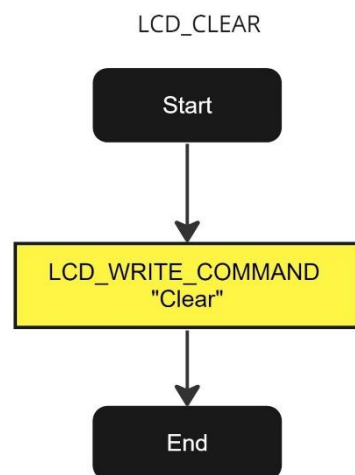 LCD_CLEAR
Start
LCD_WRITE_COMMAND
"Clear"
End